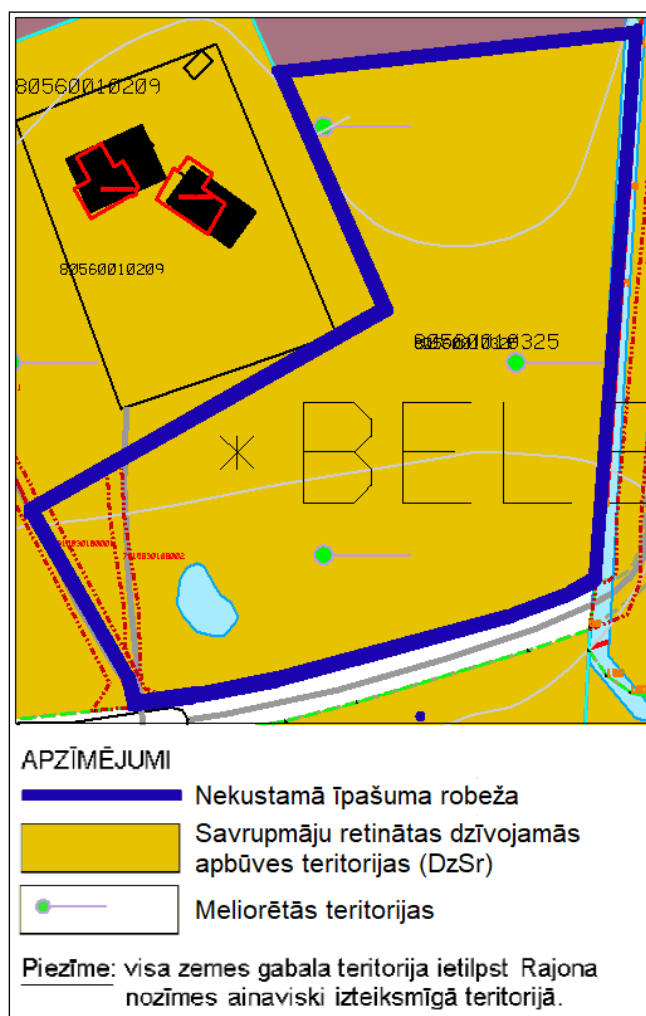 80560010209
80560010209
80560010325
* BEL
APZĪMĒJUMI
Nekustamā īpašuma robeža
Savrupmāju retinātas dzīvojamās
apbūves teritorijas (DzSr)
Meliorētās teritorijas
Piezīme: visa zemes gabala teritorija ietilpst Rajona
nozīmes ainaviski izteiksmīgā teritorijā.